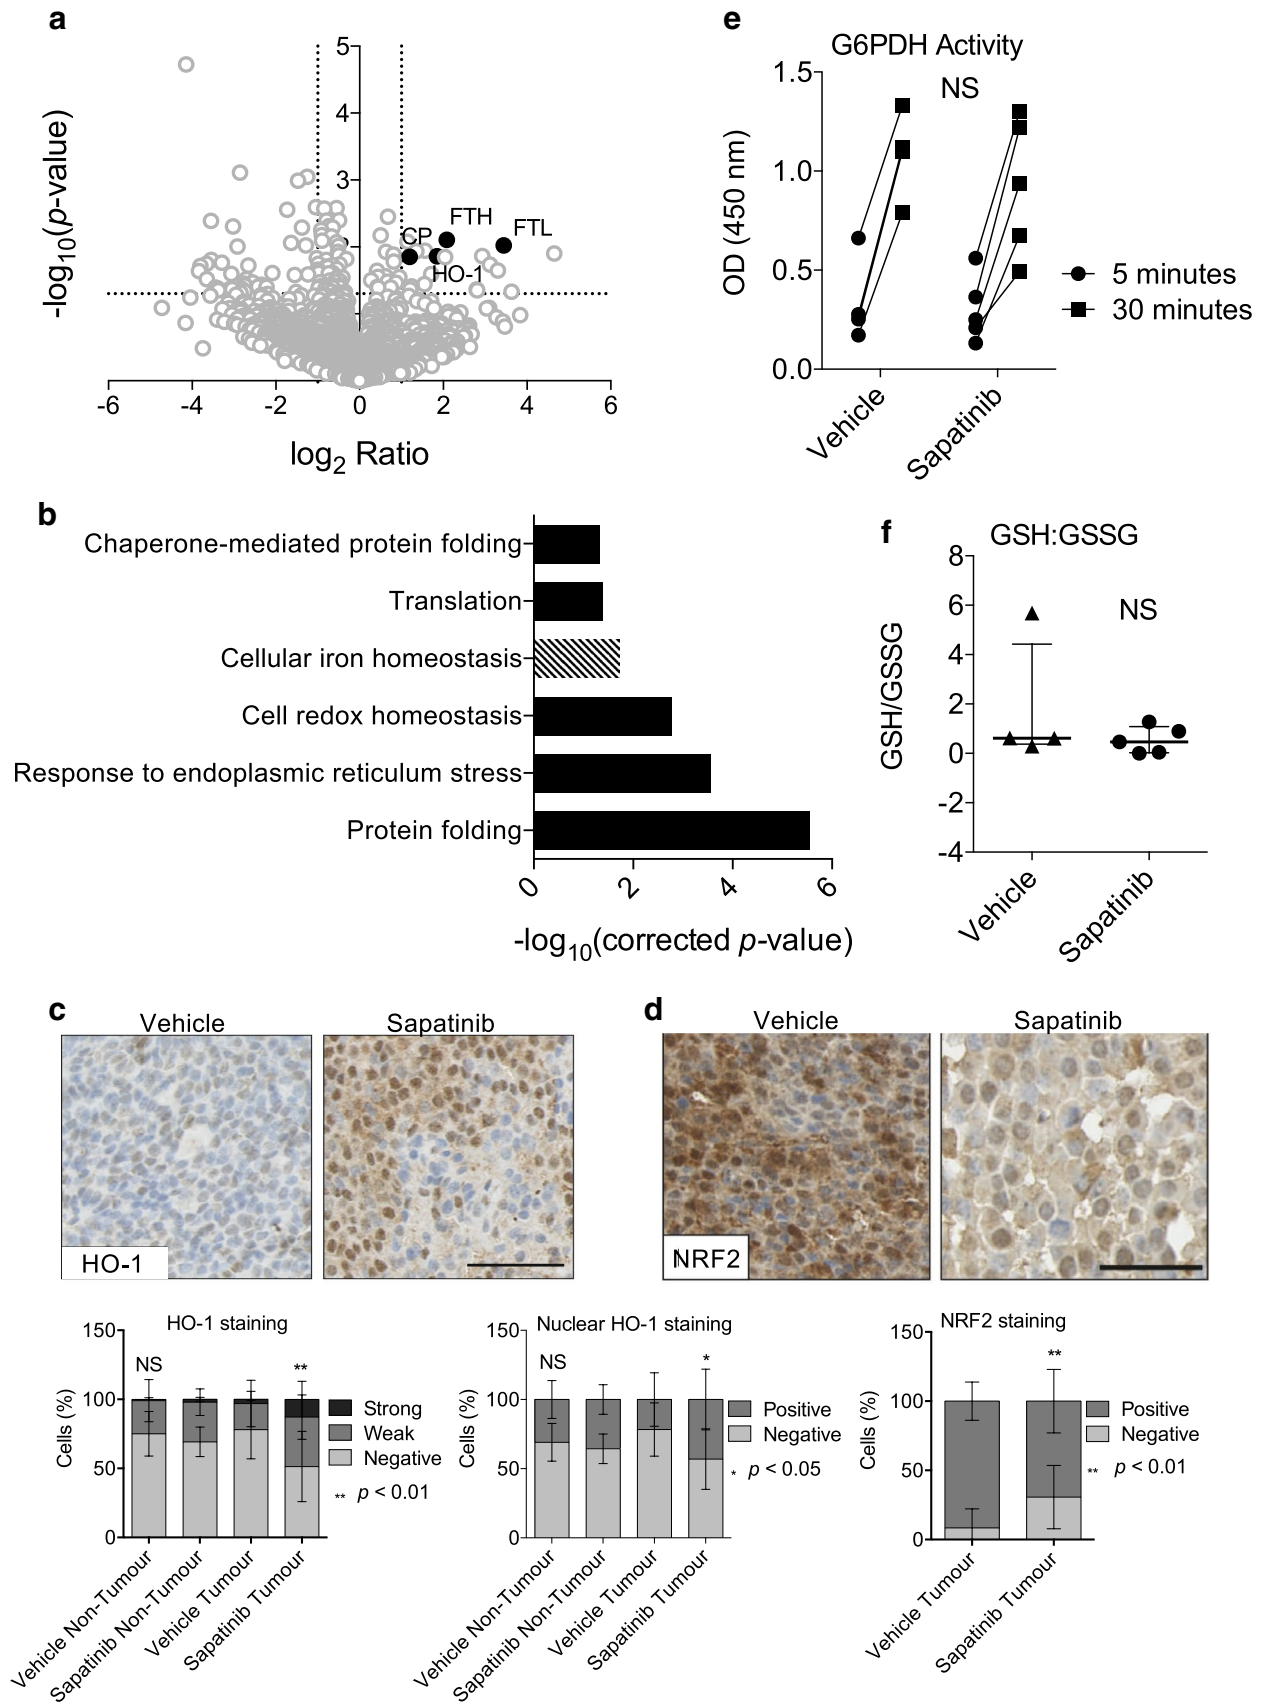 a
-log10(p-value)
5
4
3
2
CP
FTH
FTL
HO-1
-6 -4 -2 0 2 4 6
log2 Ratio
e
G6PDH Activity
NS
OD (450 nm)
1.5
1.0
0.5
0.0
5 minutes
30 minutes
Vehicle
Sapatinib
b
Chaperone-mediated protein folding
Translation
Cellular iron homeostasis
Cell redox homeostasis
Response to endoplasmic reticulum stress
Protein folding
0 2 4 6
-log10(corrected p-value)
f
GSH:GSSG
NS
GSH/GSSG
8
6
4
2
0
-2
-4
Vehicle
Sapatinib
c
Vehicle
Sapatinib
HO-1
d
Vehicle
Sapatinib
NRF2
HO-1 staining
Cells (%)
150
100
50
0
NS
**
Strong
Weak
Negative
** p < 0.01
Vehicle Non-Tumour
Sapatinib Non-Tumour
Vehicle Tumour
Sapatinib Tumour
Nuclear HO-1 staining
Cells (%)
150
100
50
0
NS
*
Positive
Negative
* p < 0.05
Vehicle Non-Tumour
Sapatinib Non-Tumour
Vehicle Tumour
Sapatinib Tumour
NRF2 staining
Cells (%)
150
100
50
0
**
Positive
Negative
** p < 0.01
Vehicle Tumour
Sapatinib Tumour